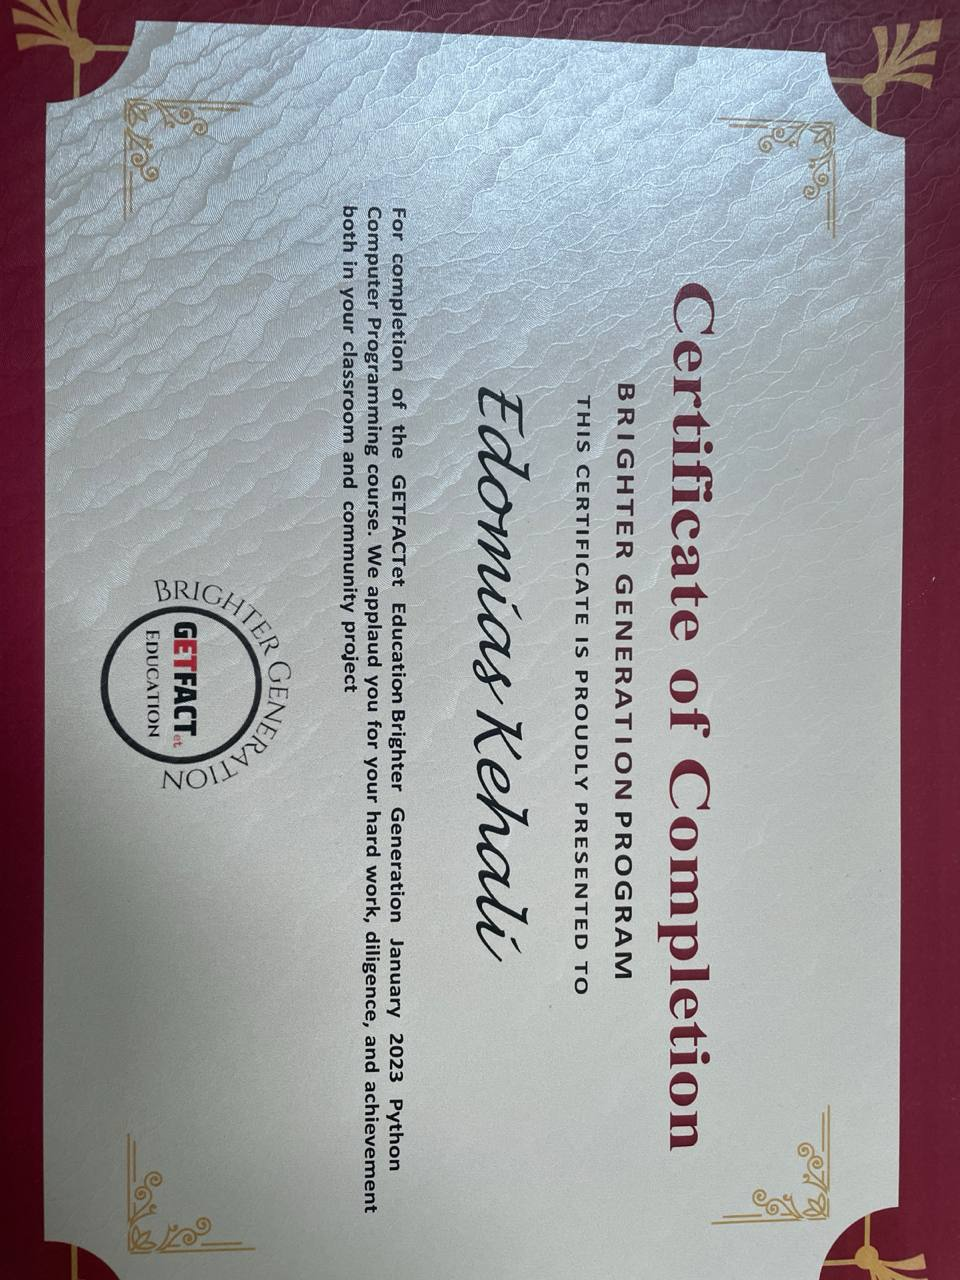 Certificate of Completion
BRIGHTER GENERATION PROGRAM
THIS CERTIFICATE IS PROUDLY PRESENTED TO
Edomias Kehali
For completion of the GETFACTet Education Brighter Generation January 2023 Python
Computer Programming course. We applaud you for your hard work, diligence, and achievement
both in your classroom and community project
BRIGHTER GENERATION
GETFACTet
EDUCATION